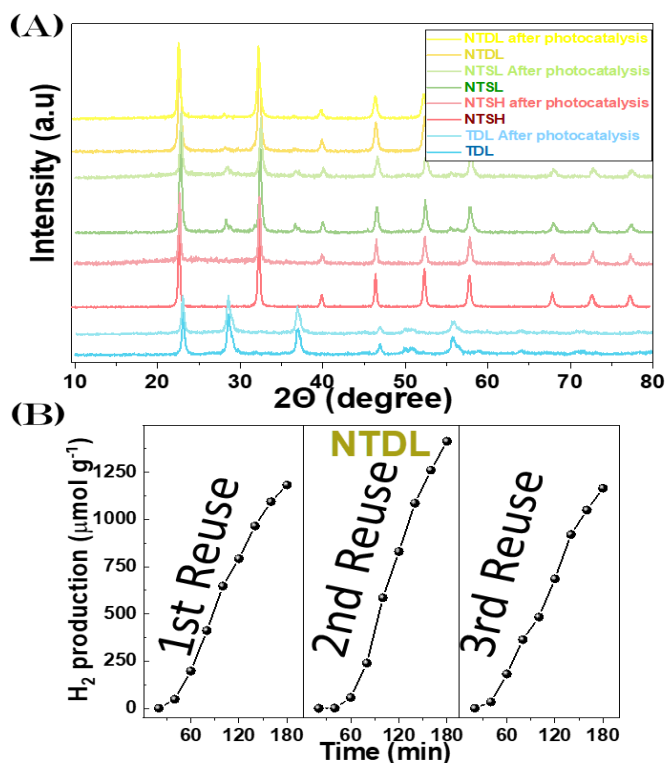 (A)
NTDL after photocatalysis
NTDL
NTSL After photocatalysis
NTSL
NTSH after photocatalysis
NTSH
TDL After photocatalysis
TDL
Intensity (a.u)
10 20 30 40 50 60 70 80
2Θ (degree)
(B)
NTDL
1st Reuse
2nd Reuse
3rd Reuse
H₂ production (μmol g⁻¹)
1250
1000
750
500
250
0
60 120 180 60 120 180 60 120 180
Time (min)